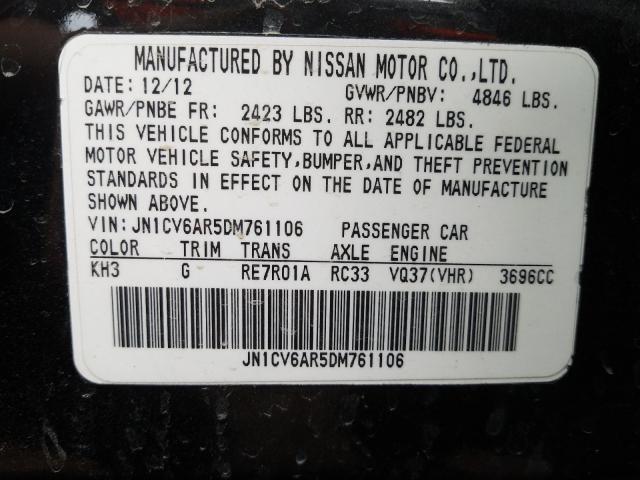 MANUFACTURED BY NISSAN MOTOR CO.,LTD.
DATE: 12/12 GVWR/PNBV: 4846 LBS.
GAWR/PNBE FR: 2423 LBS. RR: 2482 LBS.
THIS VEHICLE CONFORMS TO ALL APPLICABLE FEDERAL
MOTOR VEHICLE SAFETY,BUMPER,AND THEFT PREVENTION
STANDARDS IN EFFECT ON THE DATE OF MANUFACTURE
SHOWN ABOVE.
VIN:JN1CV6AR5DM761106 PASSENGER CAR
COLOR TRIM TRANS AXLE ENGINE
KH3 G RE7R01A RC33 VQ37(VHR) 3696CC
JN1CV6AR5DM761106